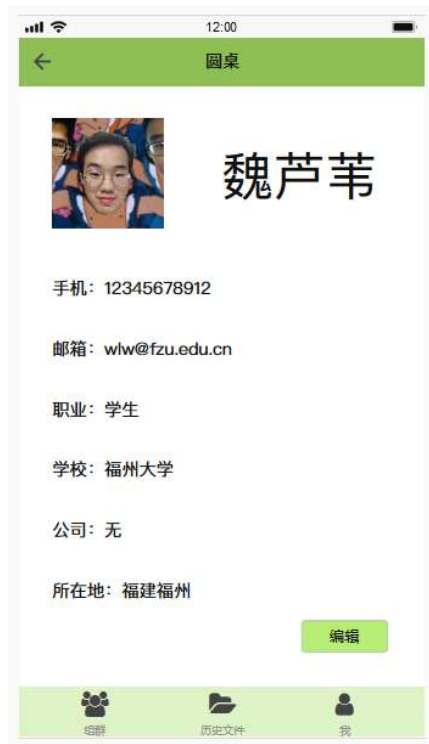 12:00
圆桌
魏芦苇
手机：12345678912
邮箱：wlw@fzu.edu.cn
职业：学生
学校：福州大学
公司：无
所在地：福建福州
编辑
组群 历史文件 我